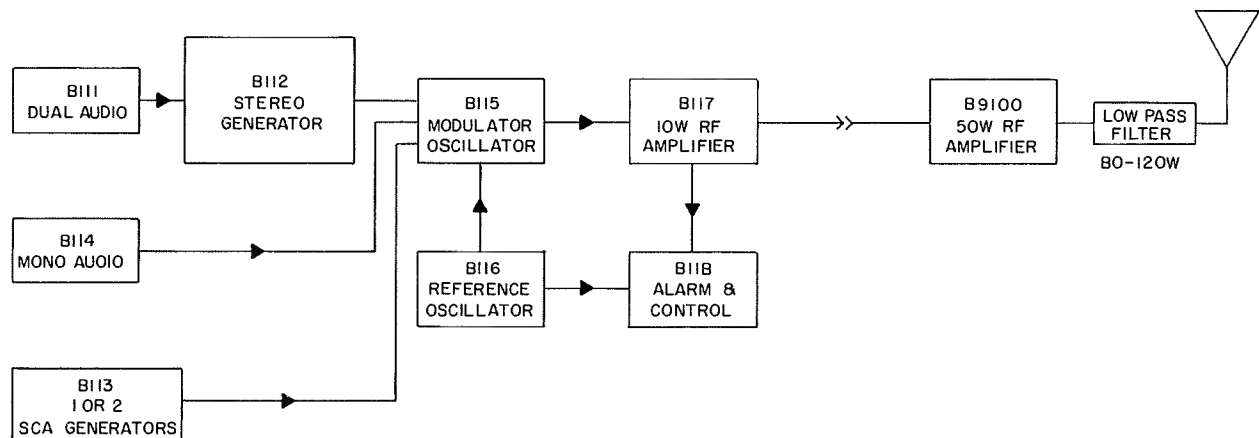 B111
DUAL AUDIO
B112
STEREO
GENERATOR
B115
MODULATOR
OSCILLATOR
B117
10W RF
AMPLIFIER
B9100
50W RF
AMPLIFIER
LOW PASS
FILTER
80-120W
B114
MONO AUDIO
B116
REFERENCE
OSCILLATOR
B118
ALARM &
CONTROL
B113
1 OR 2
SCA GENERATORS